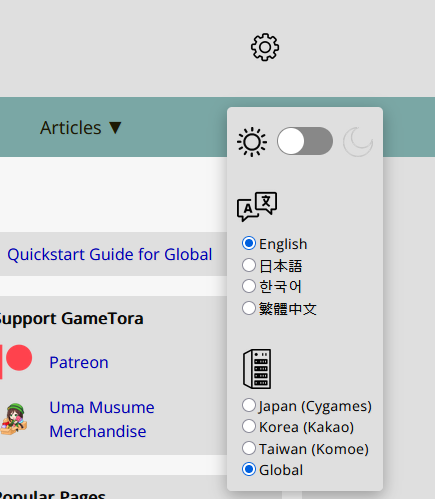 Articles ▼
Quickstart Guide for Global
Support GameTora
Patreon
Uma Musume
Merchandise
Popular Pages
English
日本語
한국어
繁體中文
Japan (Cygames)
Korea (Kakao)
Taiwan (Komoe)
Global